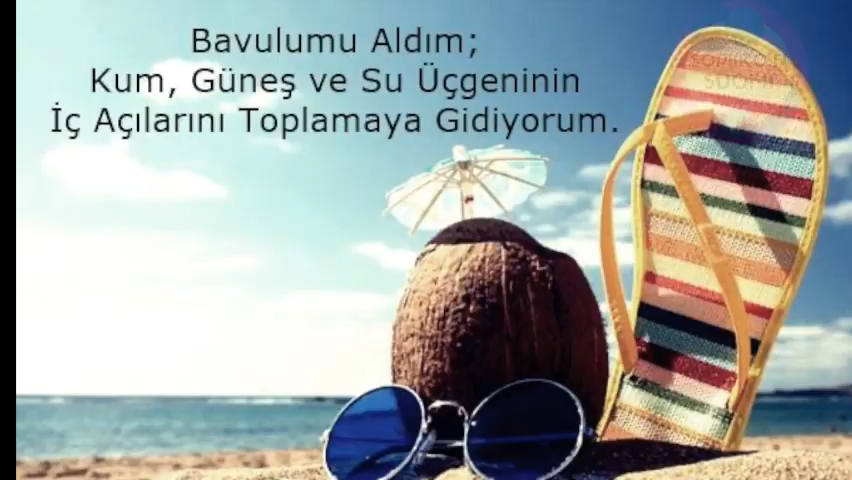 Bavulumu Aldım;
Kum, Güneş ve Su Üçgeninin
İç Açılarını Toplamaya Gidiyorum.